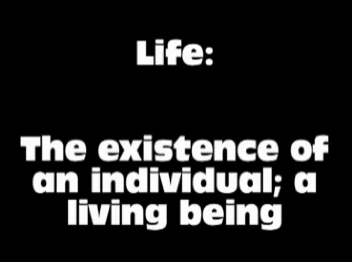 Life:
The existence of
an individual; a
living being